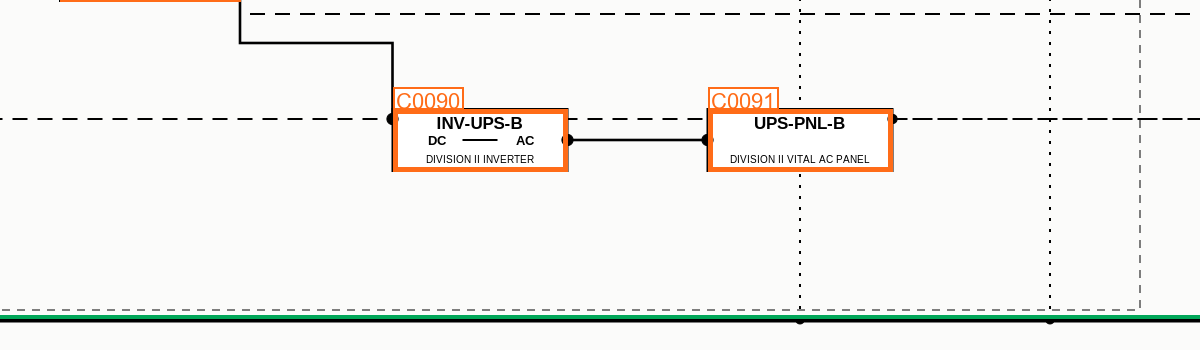 C0090
INV-UPS-B
DC AC
DIVISION II INVERTER
C0091
UPS-PNL-B
DIVISION II VITAL AC PANEL